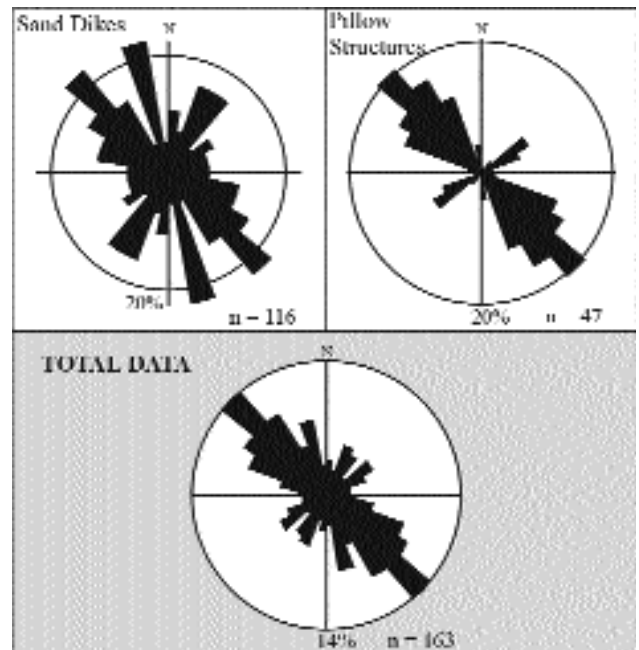 Sand Dikes
N
20%
n = 116
Pillow
Structures
N
20%
n 47
TOTAL DATA
N
14%
n = 163